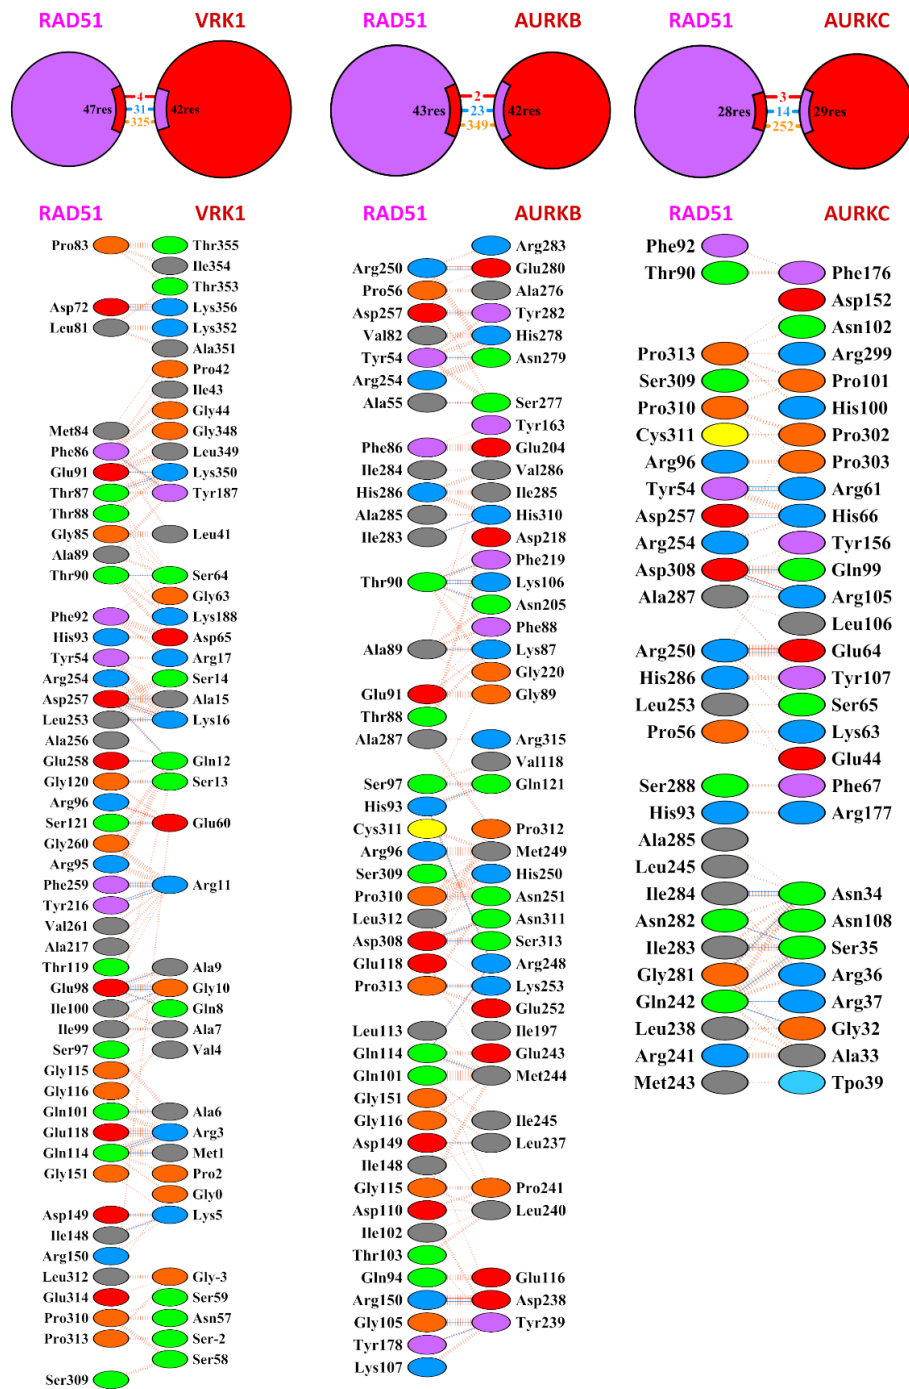 RAD51 VRK1
47res 4 31 325 42res
RAD51 VRK1
Pro83 Thr355
Ile354
Thr353
Asp72 Lys356
Leu81 Lys352
Ala351
Pro42
Ile43
Gly44
Met84 Gly348
Phe86 Leu349
Glu91 Lys350
Thr87 Tyr187
Thr88
Gly85 Leu41
Ala89
Thr90 Ser64
Gly63
Phe92 Lys188
His93 Asp65
Tyr54 Arg17
Arg254 Ser14
Asp257 Ala15
Leu253 Lys16
Ala256
Glu258 Gln12
Gly120 Ser13
Arg96
Ser121 Glu60
Gly260
Arg95
Phe259 Arg11
Tyr216
Val261
Ala217
Thr119 Ala9
Glu98 Gly10
Ile100 Gln8
Ile99 Ala7
Ser97 Val4
Gly115
Gly116
Gln101 Ala6
Glu118 Arg3
Gln114 Met1
Gly151 Pro2
Gly0
Asp149 Lys5
Ile148
Arg150
Leu312 Gly-3
Glu314 Ser59
Pro310 Asn57
Pro313 Ser-2
Ser58
Ser309
RAD51 AURKB
43res 2 23 349 42res
RAD51 AURKB
Arg283
Arg250 Glu280
Pro56 Ala276
Asp257 Tyr282
Val82 His278
Tyr54 Asn279
Arg254
Ala55 Ser277
Tyr163
Phe86 Glu204
Ile284 Val286
His286 Ile285
Ala285 His310
Ile283 Asp218
Phe219
Thr90 Lys106
Asn205
Phe88
Ala89 Lys87
Gly220
Glu91 Gly89
Thr88
Ala287 Arg315
Val118
Ser97 Gln121
His93
Cys311 Pro312
Arg96 Met249
Ser309 His250
Pro310 Asn251
Leu312 Asn311
Asp308 Ser313
Glu118 Arg248
Pro313 Lys253
Glu252
Leu113 Ile197
Gln114 Glu243
Gln101 Met244
Gly151
Gly116 Ile245
Asp149 Leu237
Ile148
Gly115 Pro241
Asp110 Leu240
Ile102
Thr103
Gln94 Glu116
Arg150 Asp238
Gly105 Tyr239
Tyr178
Lys107
RAD51 AURKC
28res 3 14 252 29res
RAD51 AURKC
Phe92
Thr90 Phe176
Asp152
Asn102
Pro313 Arg299
Ser309 Pro101
Pro310 His100
Cys311 Pro302
Arg96 Pro303
Tyr54 Arg61
Asp257 His66
Arg254 Tyr156
Asp308 Gln99
Ala287 Arg105
Leu106
Arg250 Glu64
His286 Tyr107
Leu253 Ser65
Pro56 Lys63
Glu44
Ser288 Phe67
His93 Arg177
Ala285
Leu245
Ile284 Asn34
Asn282 Asn108
Ile283 Ser35
Gly281 Arg36
Gln242 Arg37
Leu238 Gly32
Arg241 Ala33
Met243 Tpo39